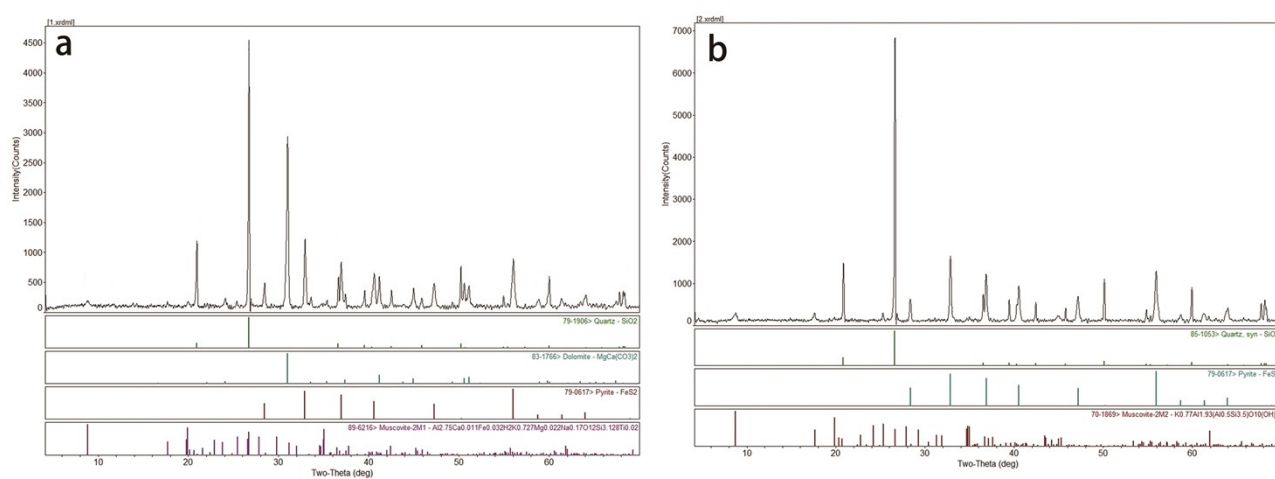 [1.xrdml]
a
4500
4000
3500
3000
2500
2000
1500
1000
500
0
Intensity(Counts)
79-1906> Quartz - SiO2
83-1766> Dolomite - MgCa(CO3)2
79-0617> Pyrite - FeS2
89-6216> Muscovite-2M1 - Al2.75Ca0.011Fe0.032H2K0.727Mg0.022Na0.17O12Si3.128Ti0.02
10 20 30 40 50 60
Two-Theta (deg)
[2.xrdml]
b
7000
6000
5000
4000
3000
2000
1000
0
Intensity(Counts)
85-1053> Quartz, syn - SiO
79-0617> Pyrite - FeS
70-1869> Muscovite-2M2 - K0.77Al1.93(Al0.5Si3.5)O10(OH)
10 20 30 40 50 60
Two-Theta (deg)